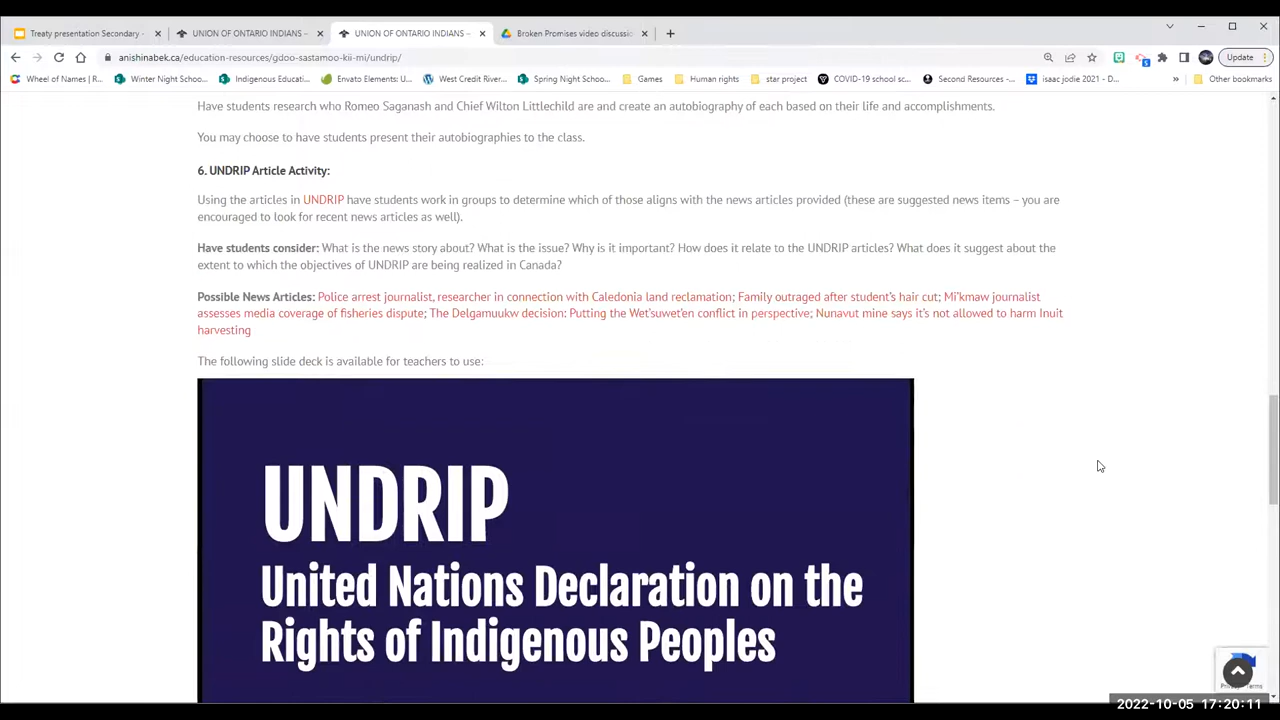 Treaty presentation Secondary -
UNION OF ONTARIO INDIANS –
UNION OF ONTARIO INDIANS –
Broken Promises video discussio
anishinabek.ca/education-resources/gdoo-sastamoo-kii-mi/undrip/
Update
Wheel of Names | R...
Winter Night Schoo...
Indigenous Educati...
Envato Elements: U...
West Credit River...
Spring Night Schoo...
Games
Human rights
star project
COVID-19 school sc...
Second Resources -...
isaac jodie 2021 - D...
»
Other bookmarks
Have students research who Romeo Saganash and Chief Wilton Littlechild are and create an autobiography of each based on their life and accomplishments.
You may choose to have students present their autobiographies to the class.
6. UNDRIP Article Activity:
Using the articles in UNDRIP have students work in groups to determine which of those aligns with the news articles provided (these are suggested news items – you are
encouraged to look for recent news articles as well).
Have students consider: What is the news story about? What is the issue? Why is it important? How does it relate to the UNDRIP articles? What does it suggest about the
extent to which the objectives of UNDRIP are being realized in Canada?
Possible News Articles: Police arrest journalist, researcher in connection with Caledonia land reclamation; Family outraged after student's hair cut; Mi'kmaw journalist
assesses media coverage of fisheries dispute; The Delgamuukw decision: Putting the Wet'suwet'en conflict in perspective; Nunavut mine says it's not allowed to harm Inuit
harvesting
The following slide deck is available for teachers to use:
UNDRIP
United Nations Declaration on the
Rights of Indigenous Peoples
2022-10-05 17:20:11